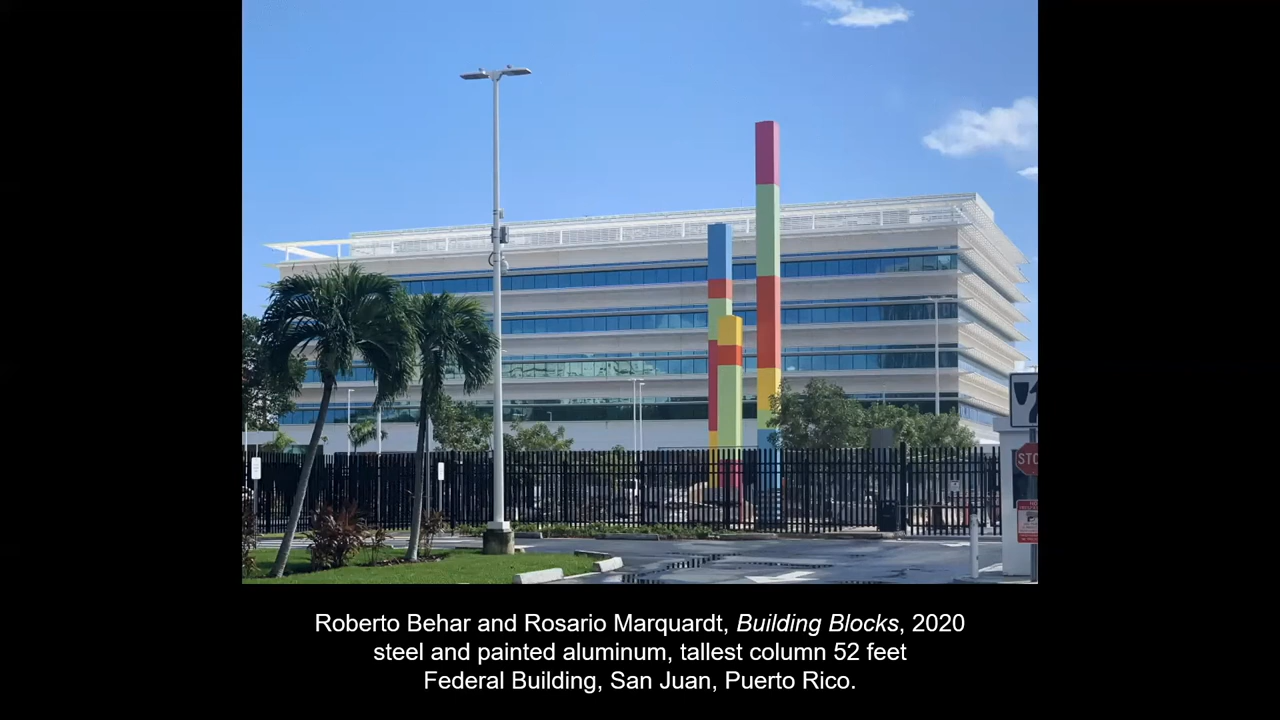 STO
Roberto Behar and Rosario Marquardt, Building Blocks, 2020
steel and painted aluminum, tallest column 52 feet
Federal Building, San Juan, Puerto Rico.